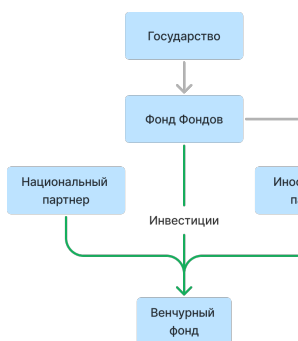 Государство
Фонд Фондов
Национальный
партнер
Инвестиции
Венчурный
фонд